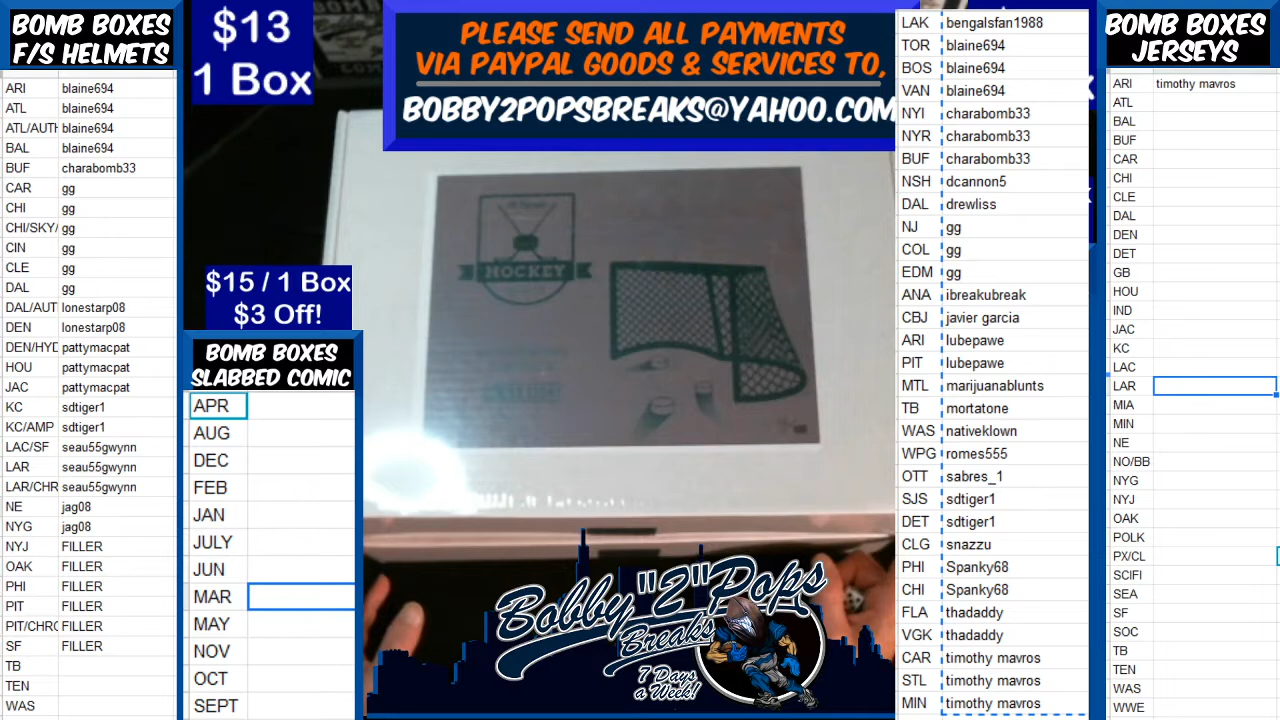 BOMB BOXES
F/S HELMETS
ARI blaine694
ATL blaine694
ATL/AUTH blaine694
BAL blaine694
BUF charabomb33
CAR gg
CHI gg
CHI/SKY/ gg
CIN gg
CLE gg
DAL gg
DAL/AUT lonestarp08
DEN lonestarp08
DEN/HYD pattymacpat
HOU pattymacpat
JAC pattymacpat
KC sdtiger1
KC/AMP sdtiger1
LAC/SF seau55gwynn
LAR seau55gwynn
LAR/CHR seau55gwynn
NE jag08
NYG jag08
NYJ FILLER
OAK FILLER
PHI FILLER
PIT FILLER
PIT/CHRO FILLER
SF FILLER
TB
TEN
WAS
$13
1 Box
$15 / 1 Box
$3 Off!
BOMB BOXES
SLABBED COMIC
APR
AUG
DEC
FEB
JAN
JULY
JUN
MAR
MAY
NOV
OCT
SEPT
PLEASE SEND ALL PAYMENTS
VIA PAYPAL GOODS & SERVICES TO,
BOBBY2POPSBREAKS@YAHOO.COM
HOCKEY
Bobby "2" Pops
Breaks
7 Days
a Week!
LAK bengalsfan1988
TOR blaine694
BOS blaine694
VAN blaine694
NYI charabomb33
NYR charabomb33
BUF charabomb33
NSH dcannon5
DAL drewliss
NJ gg
COL gg
EDM gg
ANA ibreakubreak
CBJ javier garcia
ARI lubepawe
PIT lubepawe
MTL marijuanablunts
TB mortatone
WAS nativeklown
WPG romes555
OTT sabres_1
SJS sdtiger1
DET sdtiger1
CLG snazzu
PHI Spanky68
CHI Spanky68
FLA thadaddy
VGK thadaddy
CAR timothy mavros
STL timothy mavros
MIN timothy mavros
BOMB BOXES
JERSEYS
ARI timothy mavros
ATL
BAL
BUF
CAR
CHI
CLE
DAL
DEN
DET
GB
HOU
IND
JAC
KC
LAC
LAR
MIA
MIN
NE
NO/BB
NYG
NYJ
OAK
POLK
PX/CL
SCIFI
SEA
SF
SOC
TB
TEN
WAS
WWE